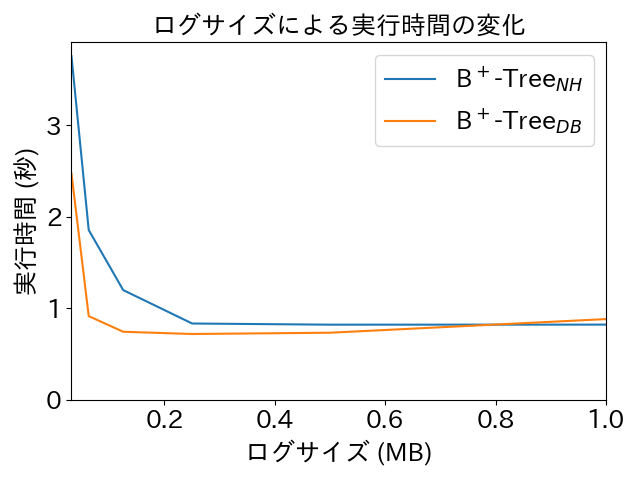 ログサイズによる実行時間の変化
B⁺-Tree_NH
B⁺-Tree_DB
実行時間 (秒)
3
2
1
0
0.2 0.4 0.6 0.8 1.0
ログサイズ (MB)